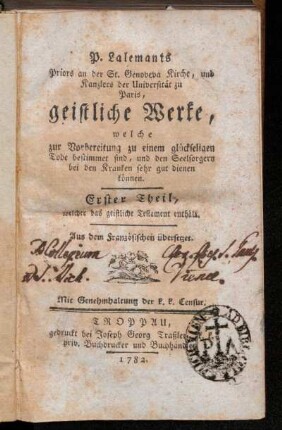 P. Lalemants
Priors an der St. Genoveva Kirche, und
Kanzlers der Universität zu
Paris,
geistliche Werke,
welche
zur Vorbereitung zu einem glückseligen
Tode bestimmet sind, und den Seelsorgern
bei den Kranken sehr gut dienen
können.
Erster Theil,
welcher das geistliche Testament enthält.
Aus dem Französischen übersetzet.
Collegium
Mit Genehmhaltung der k. k. Censur.
TROPPAU,
gedruckt bei Joseph Georg Traßler
priv. Buchdrucker und Buchhändler
1782.